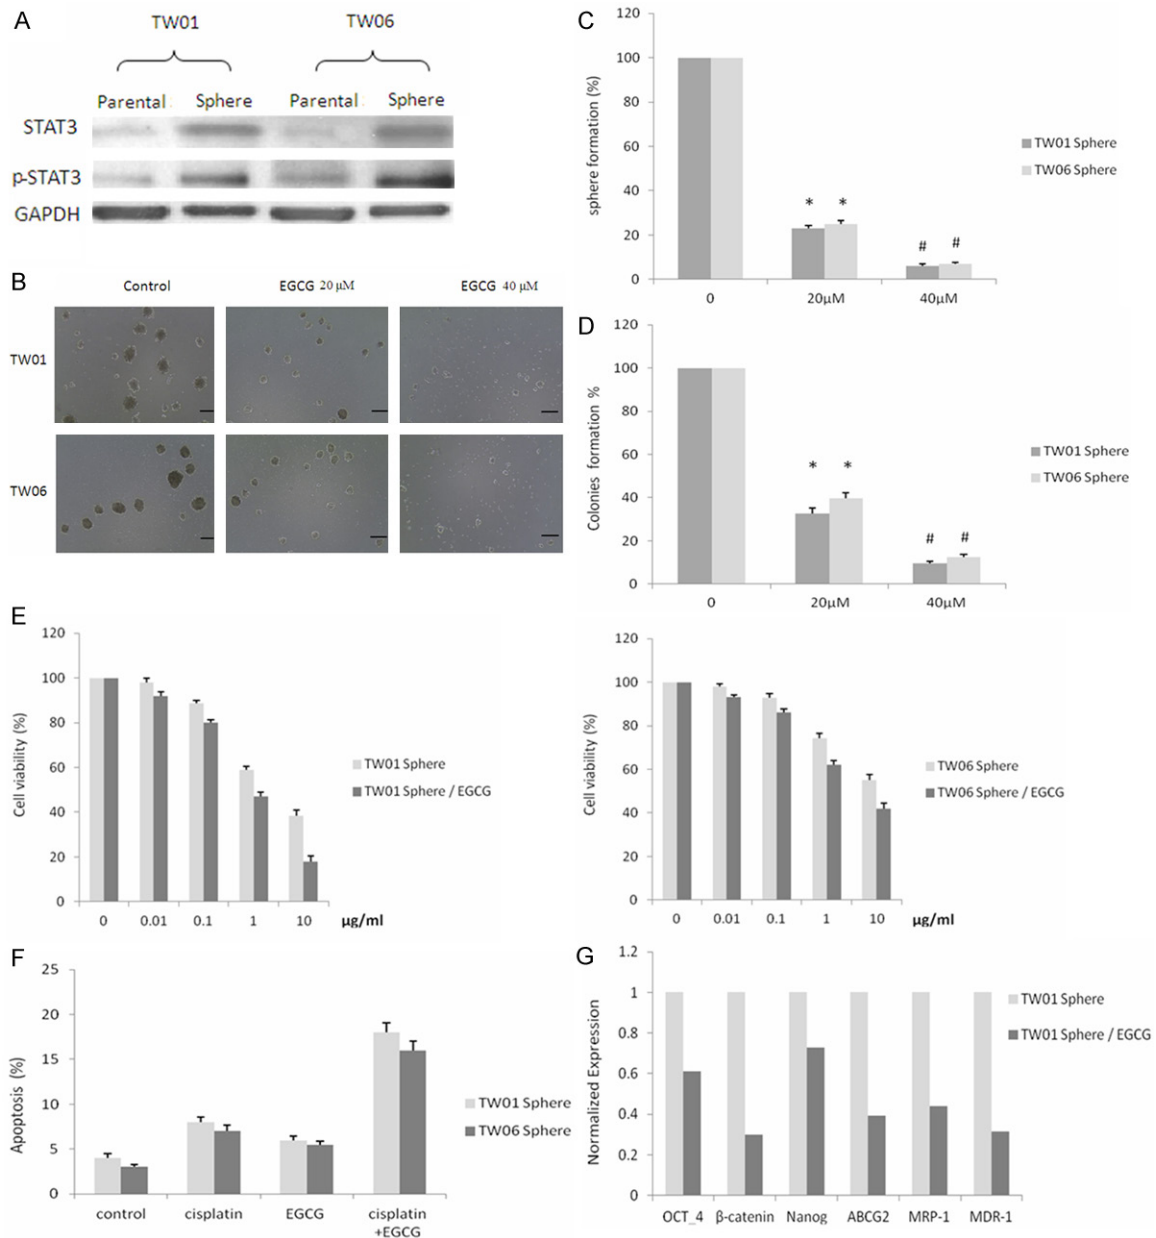 A
TW01 TW06
Parental Sphere Parental Sphere
STAT3
p-STAT3
GAPDH
B
Control EGCG 20 μM EGCG 40 μM
TW01
TW06
C
120
100
80
60
40
20
0
sphere formation (%)
* *
# #
0 20μM 40μM
TW01 Sphere
TW06 Sphere
D
120
100
80
60
40
20
0
Colonies formation %
* *
# #
0 20μM 40μM
TW01 Sphere
TW06 Sphere
E
120
100
80
60
40
20
0
Cell viability (%)
0 0.01 0.1 1 10 μg/ml
TW01 Sphere
TW01 Sphere / EGCG
120
100
80
60
40
20
0
Cell viability (%)
0 0.01 0.1 1 10 μg/ml
TW06 Sphere
TW06 Sphere / EGCG
F
25
20
15
10
5
0
Apoptosis (%)
control cisplatin EGCG cisplatin
+EGCG
TW01 Sphere
TW06 Sphere
G
1.2
1
0.8
0.6
0.4
0.2
0
Normalized Expression
OCT_4 β-catenin Nanog ABCG2 MRP-1 MDR-1
TW01 Sphere
TW01 Sphere / EGCG